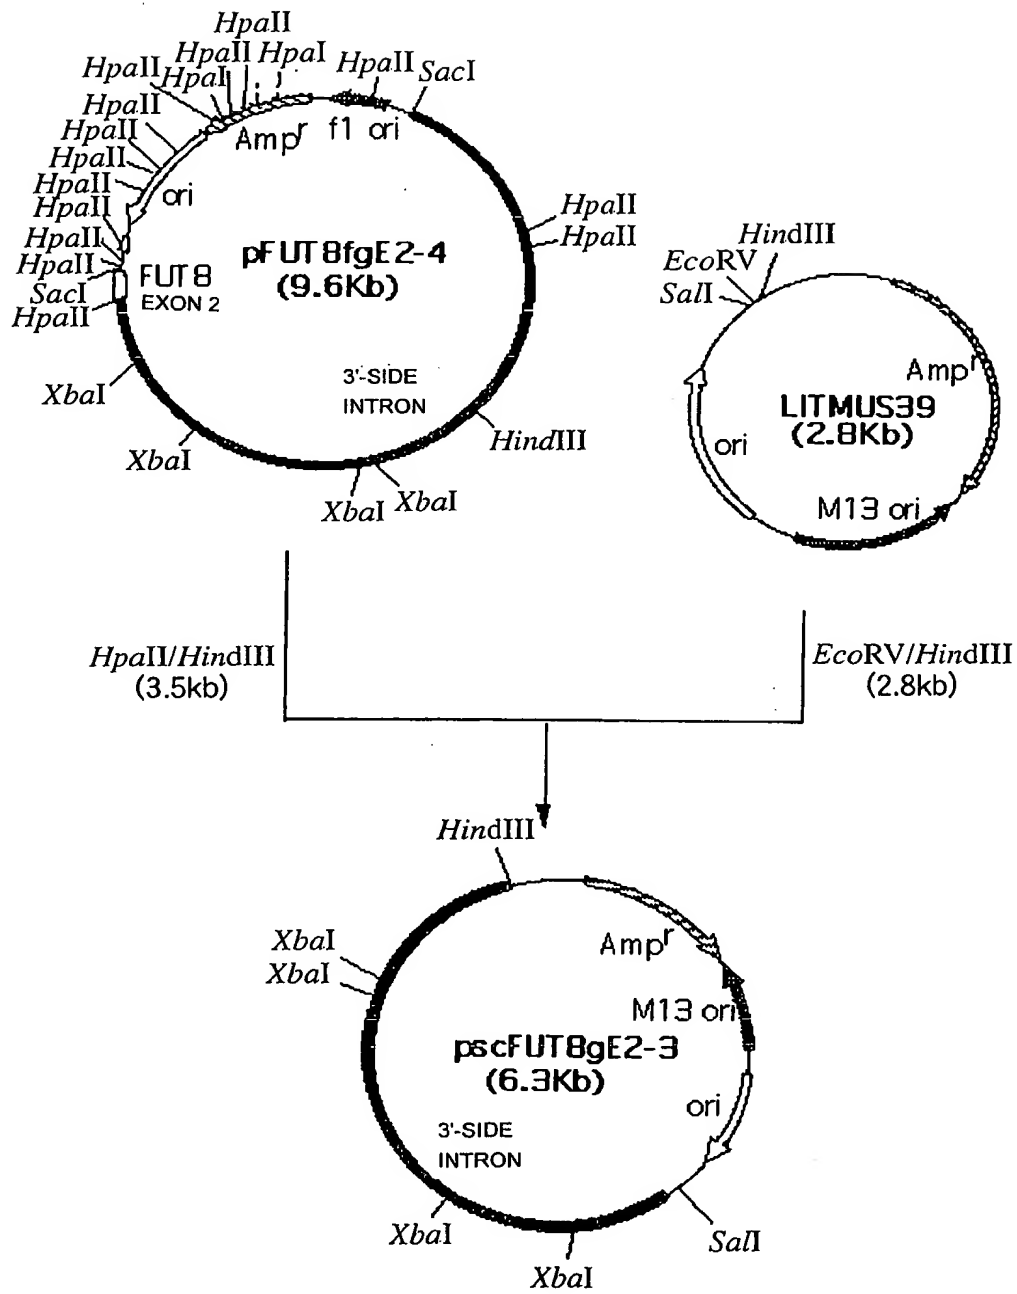 HpaII
HpaII HpaI
HpaII
HpaI
HpaII SacI
HpaII
HpaII
HpaII
HpaII
HpaII
HpaII
HpaII
SacI
HpaII
Ampr
f1 ori
ori
FUT8
EXON 2
pFUT8fgE2-4
(9.6Kb)
HpaII
HpaII
XbaI
XbaI
XbaI
XbaI
3'-SIDE
INTRON
HindIII
HindIII
EcoRV
SalI
Ampr
LITMUS39
(2.8Kb)
ori
M13 ori
HpaII/HindIII
(3.5kb)
EcoRV/HindIII
(2.8kb)
HindIII
XbaI
XbaI
Ampr
M13 ori
pscFUT8gE2-3
(6.3Kb)
ori
3'-SIDE
INTRON
XbaI
XbaI
SalI